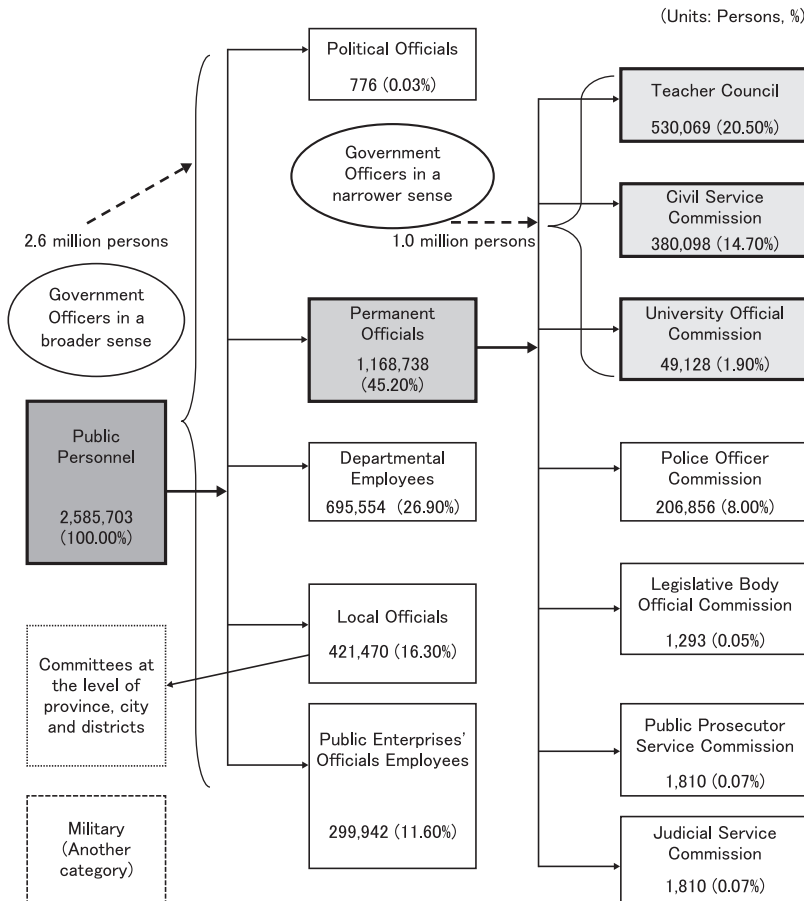 (Units: Persons, %)
Political Officials
776 (0.03%)
Government
Officers in a
narrower sense
1.0 million persons
2.6 million persons
Government
Officers in a
broader sense
Public
Personnel
2,585,703
(100.00%)
Permanent
Officials
1,168,738
(45.20%)
Departmental
Employees
695,554 (26.90%)
Local Officials
421,470 (16.30%)
Public Enterprises’
Officials Employees
299,942 (11.60%)
Committees at
the level of
province, city
and districts
Military
(Another
category)
Teacher Council
530,069 (20.50%)
Civil Service
Commission
380,098 (14.70%)
University Official
Commission
49,128 (1.90%)
Police Officer
Commission
206,856 (8.00%)
Legislative Body
Official Commission
1,293 (0.05%)
Public Prosecutor
Service Commission
1,810 (0.07%)
Judicial Service
Commission
1,810 (0.07%)